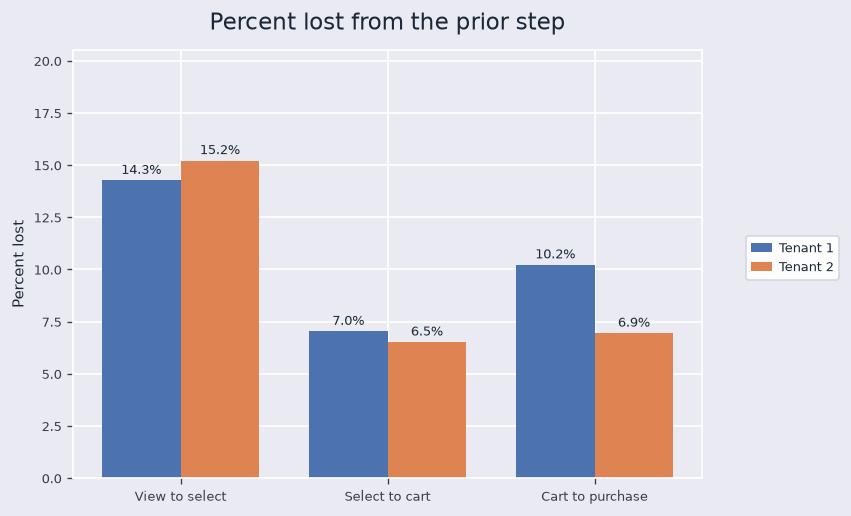 Percent lost from the prior step
Percent lost
20.0
17.5
15.0
12.5
10.0
7.5
5.0
2.5
0.0
14.3%
15.2%
7.0%
6.5%
10.2%
6.9%
View to select
Select to cart
Cart to purchase
Tenant 1
Tenant 2